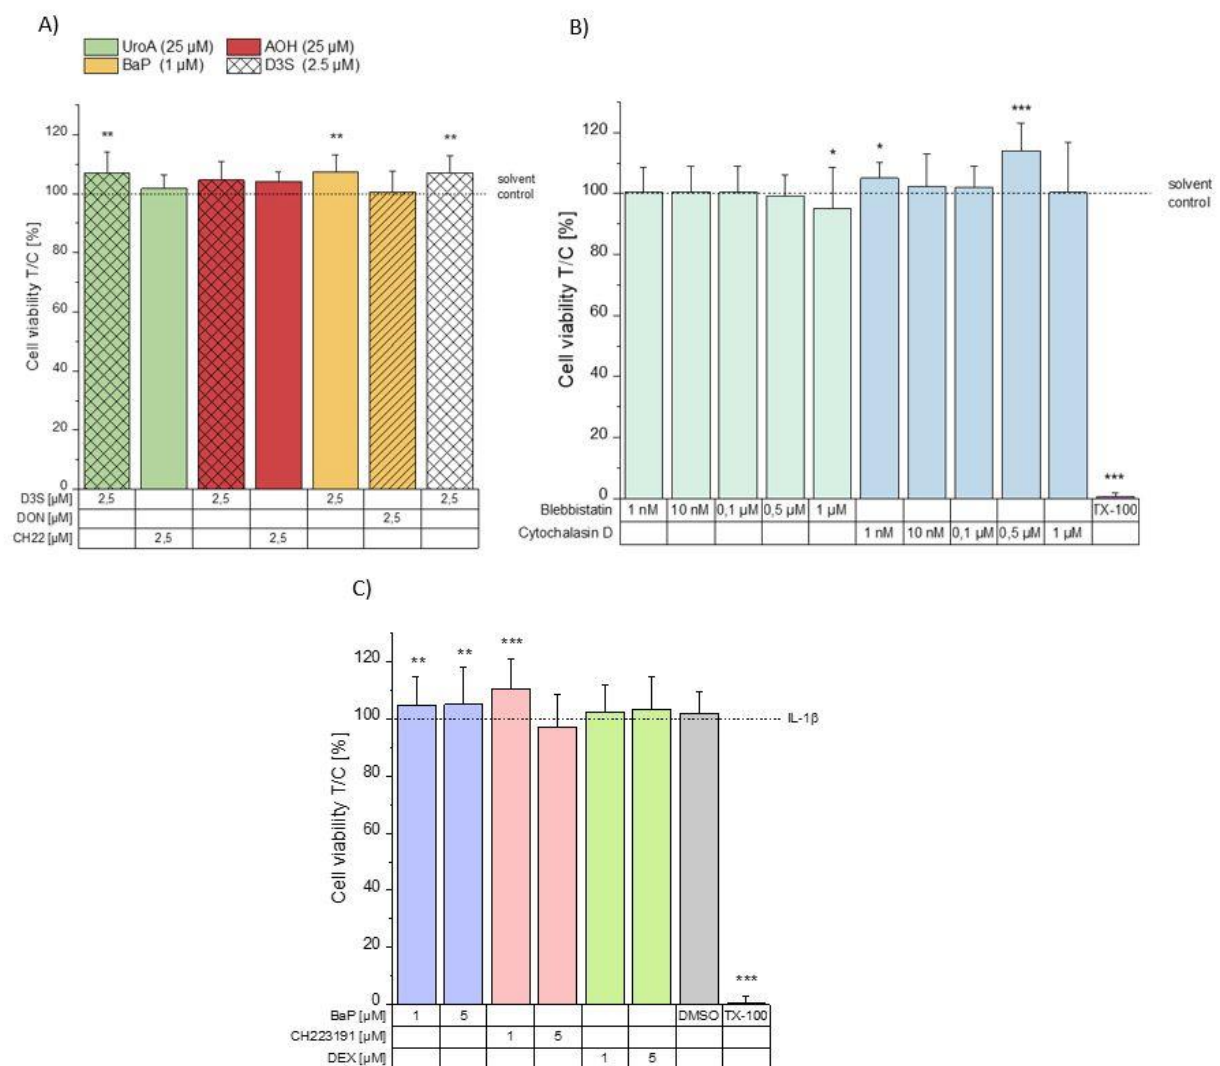 A)
UroA (25 µM) AOH (25 µM)
BaP (1 µM) D3S (2.5 µM)
120
100
80
60
40
20
0
Cell viability T/C [%]
** ** **
solvent
control
D3S [µM] 2,5 2,5 2,5 2,5
DON [µM] 2,5
CH22 [µM] 2,5 2,5
B)
120
100
80
60
40
20
0
Cell viability T/C [%]
* * *** ***
solvent
control
Blebbistatin 1 nM 10 nM 0,1 µM 0,5 µM 1 µM TX-100
Cytochalasin D 1 nM 10 nM 0,1 µM 0,5 µM 1 µM
C)
120
100
80
60
40
20
0
Cell viability T/C [%]
** ** *** ***
IL-1β
BaP [µM] 1 5 DMSO TX-100
CH223191 [µM] 1 5
DEX [µM] 1 5